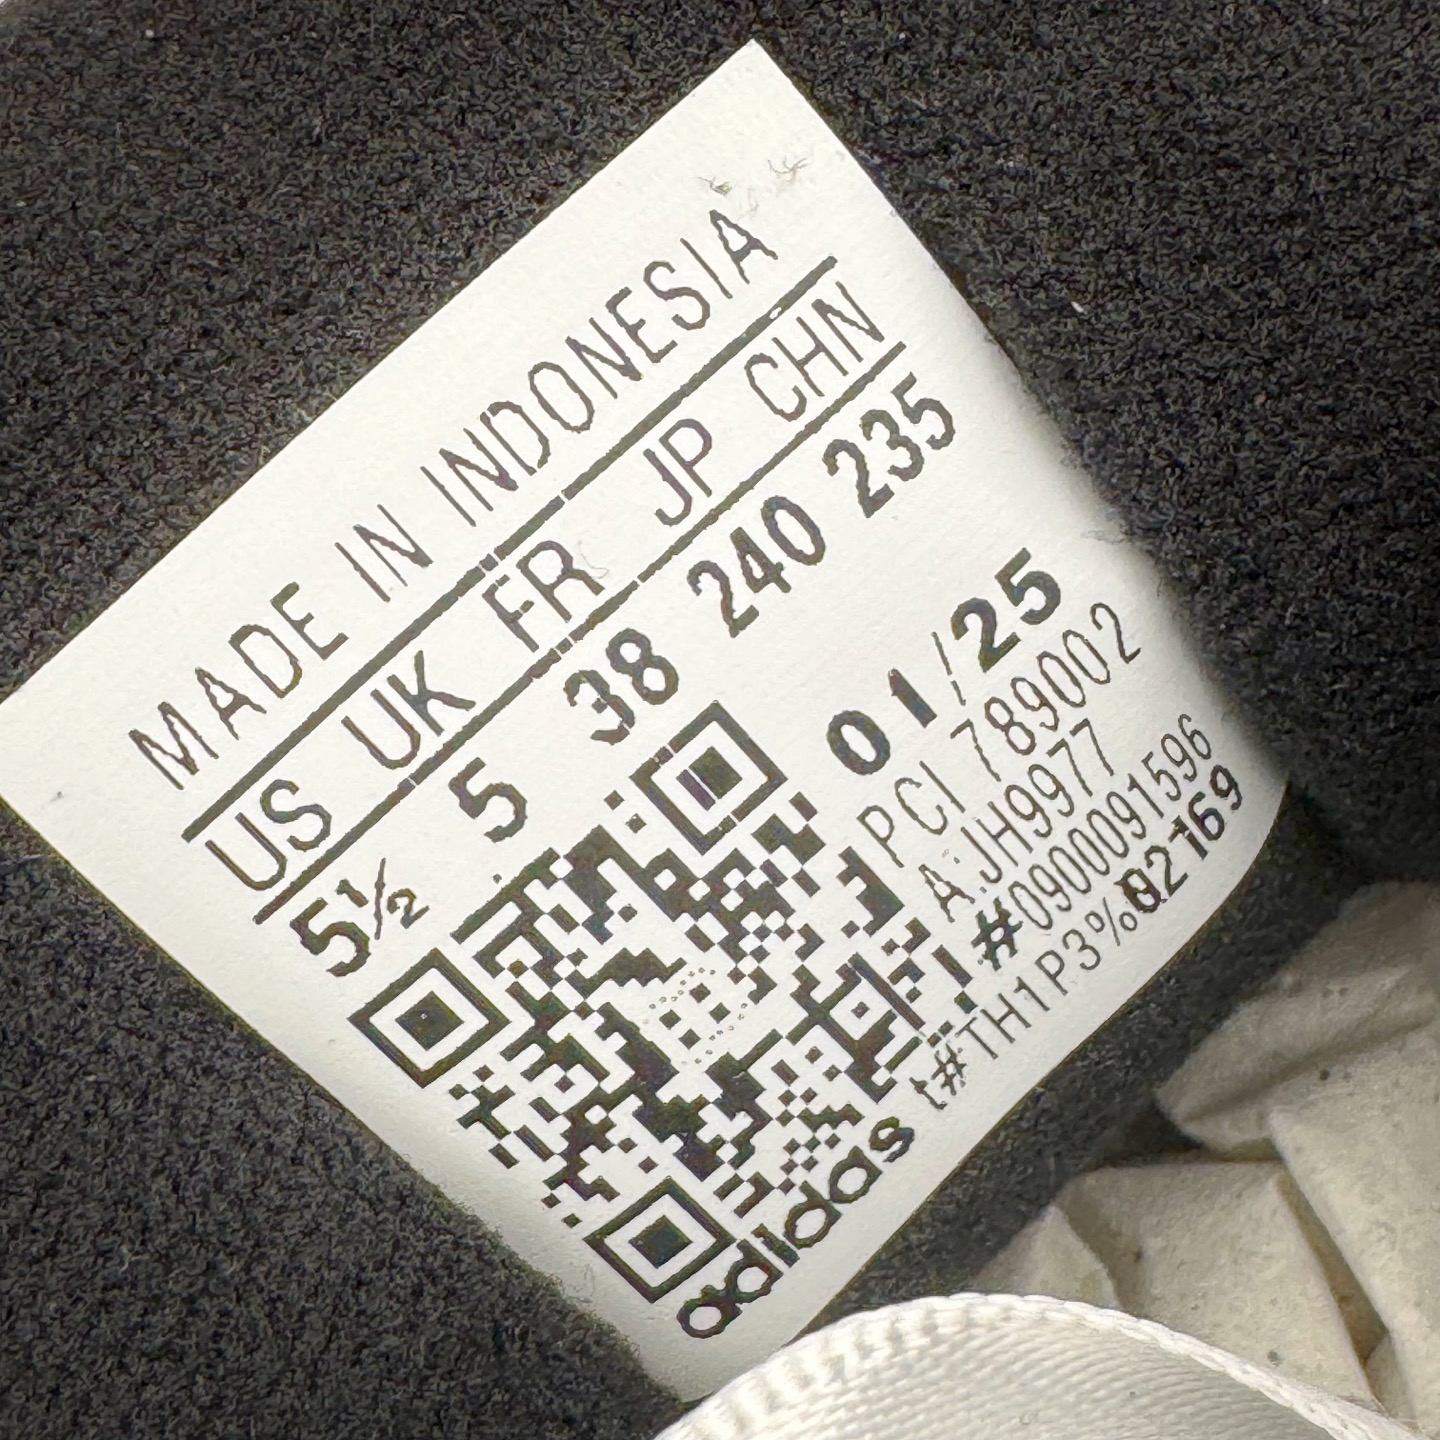 MADE IN INDONESIA
US UK FR JP CHN
5½ 5 38 240 235
01/25
PCI 789002
A.JH9977
#0900091596
t#TH1P3%02169
adidas